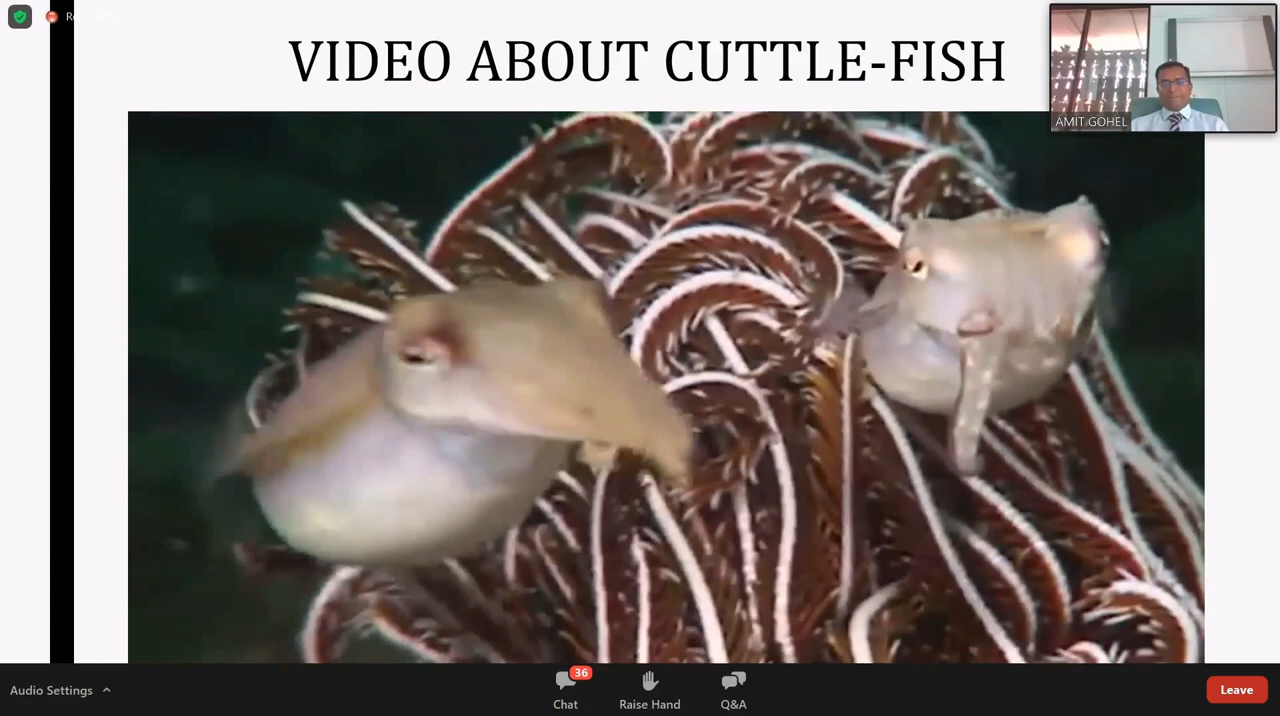 VIDEO ABOUT CUTTLE-FISH
AMIT GOHEL
Audio Settings
36
Chat
Raise Hand
Q&A
Leave